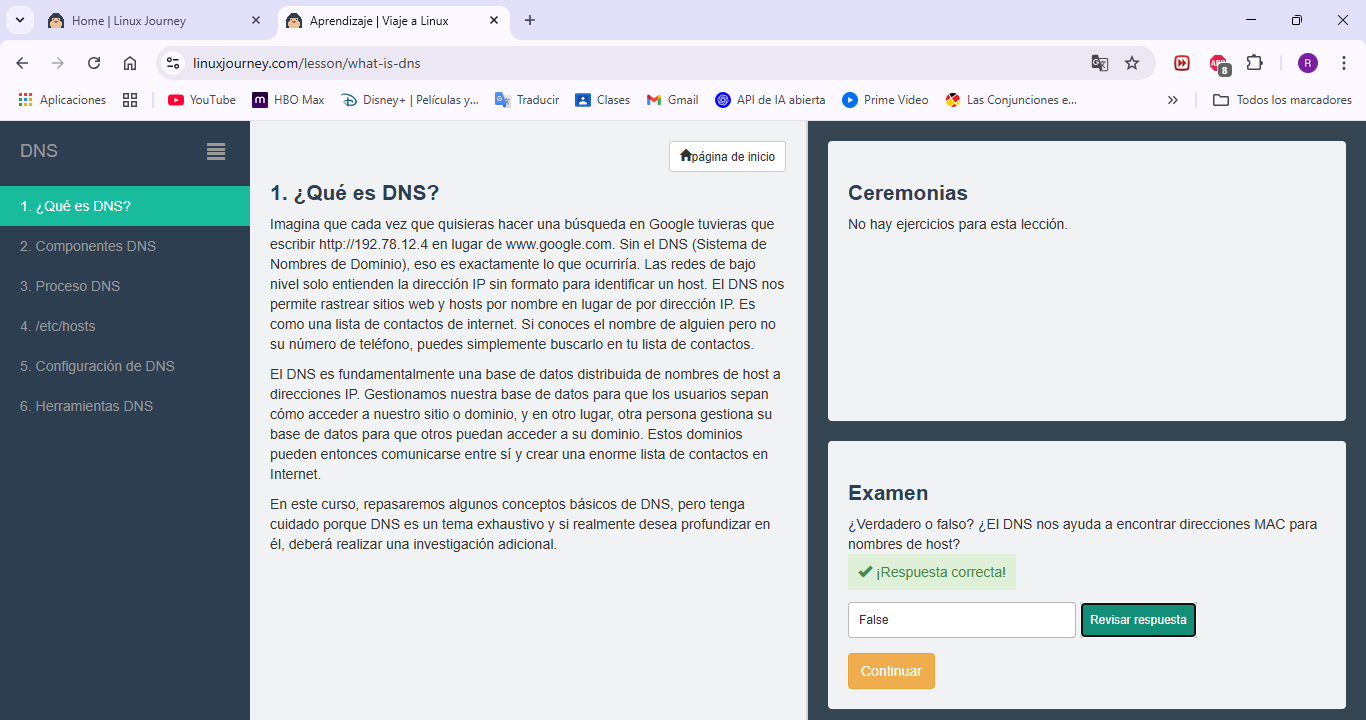 Home | Linux Journey
Aprendizaje | Viaje a Linux
linuxjourney.com/lesson/what-is-dns
8
R
Aplicaciones
YouTube
HBO Max
Disney+ | Películas y...
Traducir
Clases
Gmail
API de IA abierta
Prime Video
Las Conjunciones e...
»
Todos los marcadores
DNS
1. ¿Qué es DNS?
2. Componentes DNS
3. Proceso DNS
4. /etc/hosts
5. Configuración de DNS
6. Herramientas DNS
página de inicio
1. ¿Qué es DNS?
Imagina que cada vez que quisieras hacer una búsqueda en Google tuvieras que
escribir http://192.78.12.4 en lugar de www.google.com. Sin el DNS (Sistema de
Nombres de Dominio), eso es exactamente lo que ocurriría. Las redes de bajo
nivel solo entienden la dirección IP sin formato para identificar un host. El DNS nos
permite rastrear sitios web y hosts por nombre en lugar de por dirección IP. Es
como una lista de contactos de internet. Si conoces el nombre de alguien pero no
su número de teléfono, puedes simplemente buscarlo en tu lista de contactos.
El DNS es fundamentalmente una base de datos distribuida de nombres de host a
direcciones IP. Gestionamos nuestra base de datos para que los usuarios sepan
cómo acceder a nuestro sitio o dominio, y en otro lugar, otra persona gestiona su
base de datos para que otros puedan acceder a su dominio. Estos dominios
pueden entonces comunicarse entre sí y crear una enorme lista de contactos en
Internet.
En este curso, repasaremos algunos conceptos básicos de DNS, pero tenga
cuidado porque DNS es un tema exhaustivo y si realmente desea profundizar en
él, deberá realizar una investigación adicional.
Ceremonias
No hay ejercicios para esta lección.
Examen
¿Verdadero o falso? ¿El DNS nos ayuda a encontrar direcciones MAC para
nombres de host?
¡Respuesta correcta!
False
Revisar respuesta
Continuar